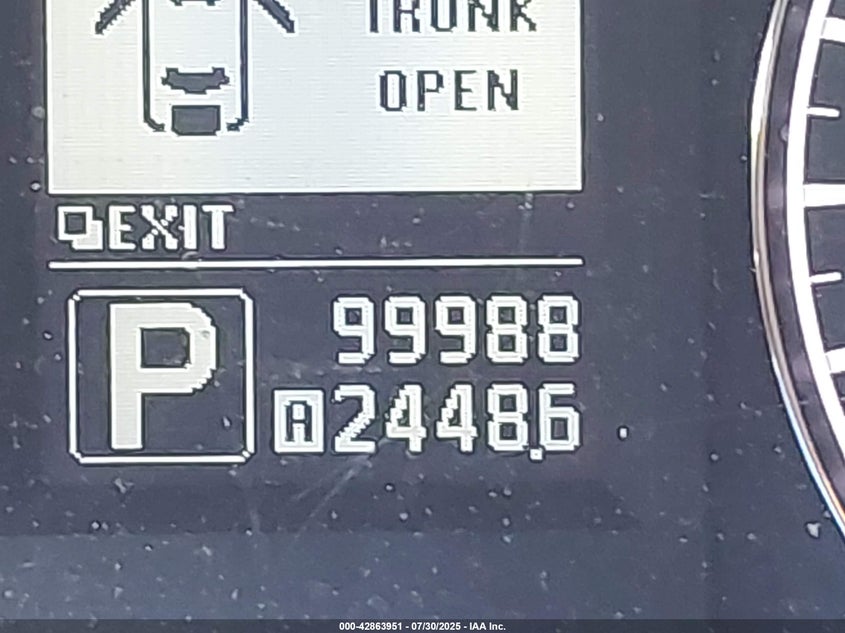 TRUNK
OPEN
EXIT
P
99988
A 2448.6
000-42863951 - 07/30/2025 - IAA Inc.